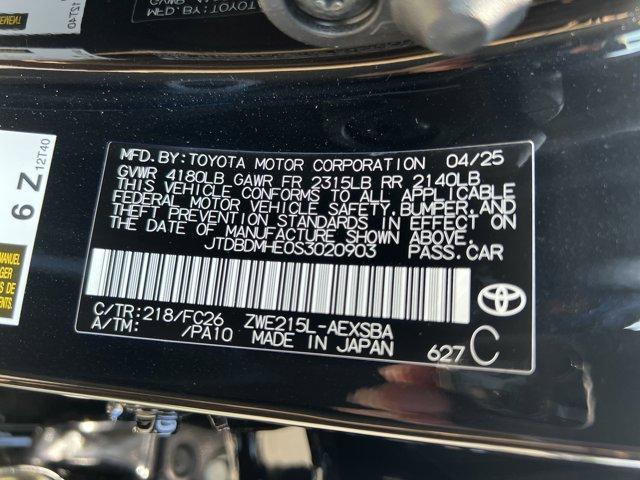 MFD.BY:TOYOTA MOTOR CORPORATION 04/25
GVWR 4180LB GAWR FR 2315LB RR 2140LB
THIS VEHICLE CONFORMS TO ALL APPLICABLE
FEDERAL MOTOR VEHICLE SAFETY, BUMPER, AND
THEFT PREVENTION STANDARDS IN EFFECT ON
THE DATE OF MANUFACTURE SHOWN ABOVE.
JTDBDMHE0S3020903 PASS.CAR
C/TR:218/FC26 ZWE215L-AEXSBA
A/TM: /PA10 MADE IN JAPAN
627 C
6 Z
12T40
MANUEL